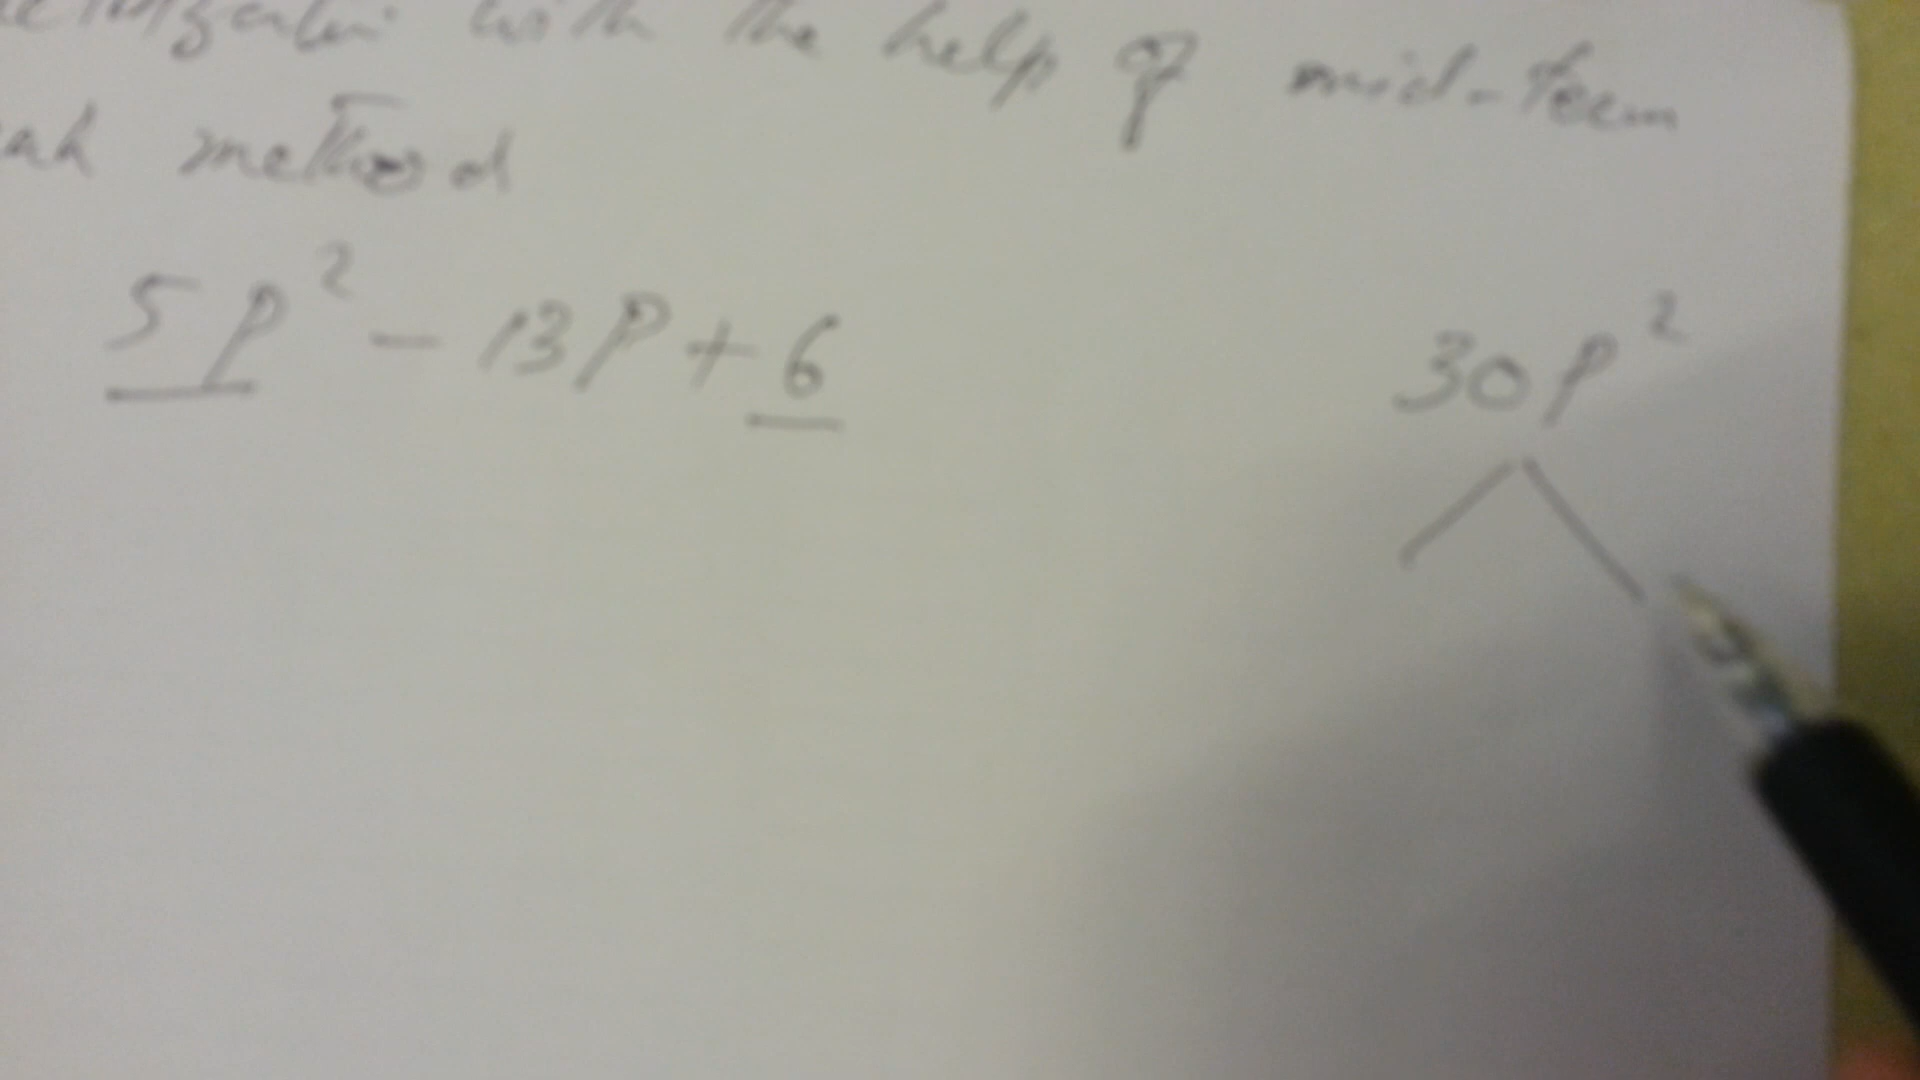 with the help of mid-term
method
5p² - 13p + 6
30p²